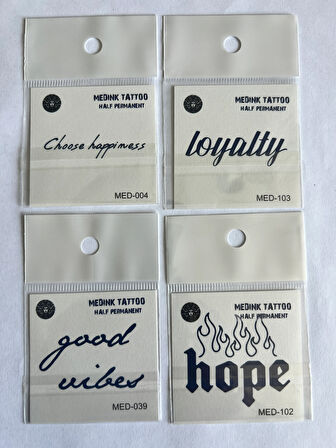 MEDINK TATTOO
HALF PERMANENT
Choose happiness
MED-004
MEDINK TATTOO
HALF PERMANENT
loyalty
MED-103
MEDINK TATTOO
HALF PERMANENT
good
vibes
MED-039
MEDINK TATTOO
HALF PERMANENT
hope
MED-102